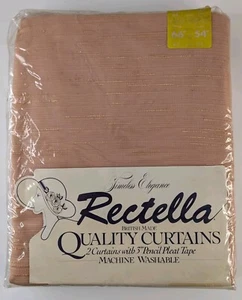 Timeless Elegance
Rectella
BRITISH MADE
QUALITY CURTAINS
2 Curtains with 3" Pencil Pleat Tape
MACHINE WASHABLE